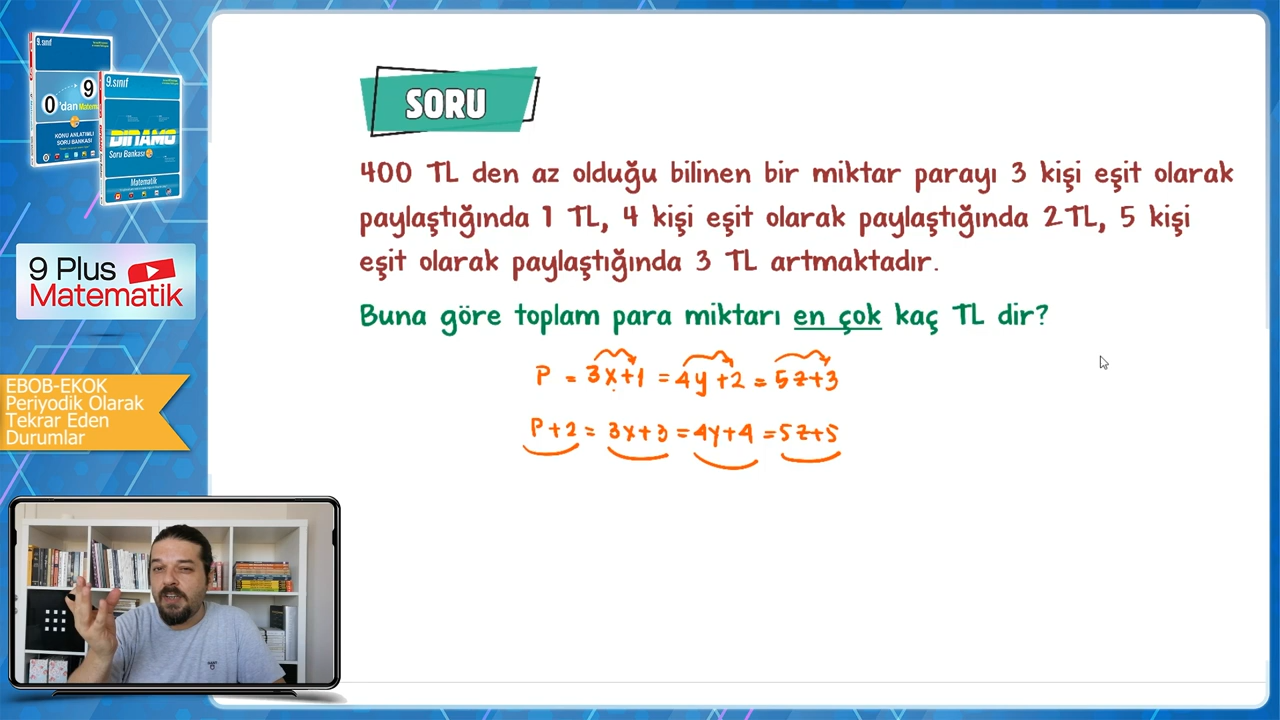 9.sınıf
0'dan 9
Matematik
KONU ANLATIMLI
SORU BANKASI
9.sınıf
DİNAMO
Soru Bankası
Matematik
9 Plus
Matematik
EBOB-EKOK
Periyodik Olarak
Tekrar Eden
Durumlar
SORU
400 TL den az olduğu bilinen bir miktar parayı 3 kişi eşit olarak
paylaştığında 1 TL, 4 kişi eşit olarak paylaştığında 2TL, 5 kişi
eşit olarak paylaştığında 3 TL artmaktadır.
Buna göre toplam para miktarı en çok kaç TL dir?
P = 3x+1 = 4y+2 = 5z+3
P+2 = 3x+3 = 4y+4 = 5z+5